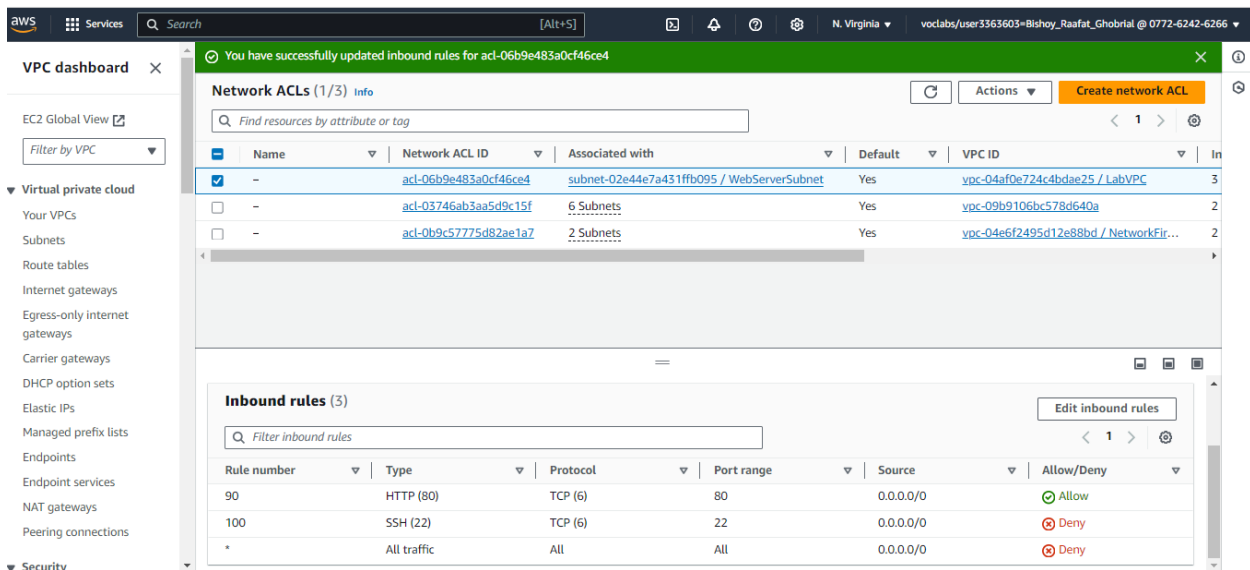 aws Services Search [Alt+S] N. Virginia voclabs/user3363603=Bishoy_Raafat_Ghobrial @ 0772-6242-6266
VPC dashboard
EC2 Global View
Filter by VPC
Virtual private cloud
Your VPCs
Subnets
Route tables
Internet gateways
Egress-only internet
gateways
Carrier gateways
DHCP option sets
Elastic IPs
Managed prefix lists
Endpoints
Endpoint services
NAT gateways
Peering connections
Security
You have successfully updated inbound rules for acl-06b9e483a0cf46ce4
Network ACLs (1/3) Info Actions Create network ACL
Find resources by attribute or tag 1
Name Network ACL ID Associated with Default VPC ID In
– acl-06b9e483a0cf46ce4 subnet-02e44e7a431ffb095 / WebServerSubnet Yes vpc-04af0e724c4bdae25 / LabVPC 3
– acl-03746ab3aa5d9c15f 6 Subnets Yes vpc-09b9106bc578d640a 2
– acl-0b9c57775d82ae1a7 2 Subnets Yes vpc-04e6f2495d12e88bd / NetworkFir... 2
Inbound rules (3) Edit inbound rules
Filter inbound rules 1
Rule number Type Protocol Port range Source Allow/Deny
90 HTTP (80) TCP (6) 80 0.0.0.0/0 Allow
100 SSH (22) TCP (6) 22 0.0.0.0/0 Deny
* All traffic All All 0.0.0.0/0 Deny